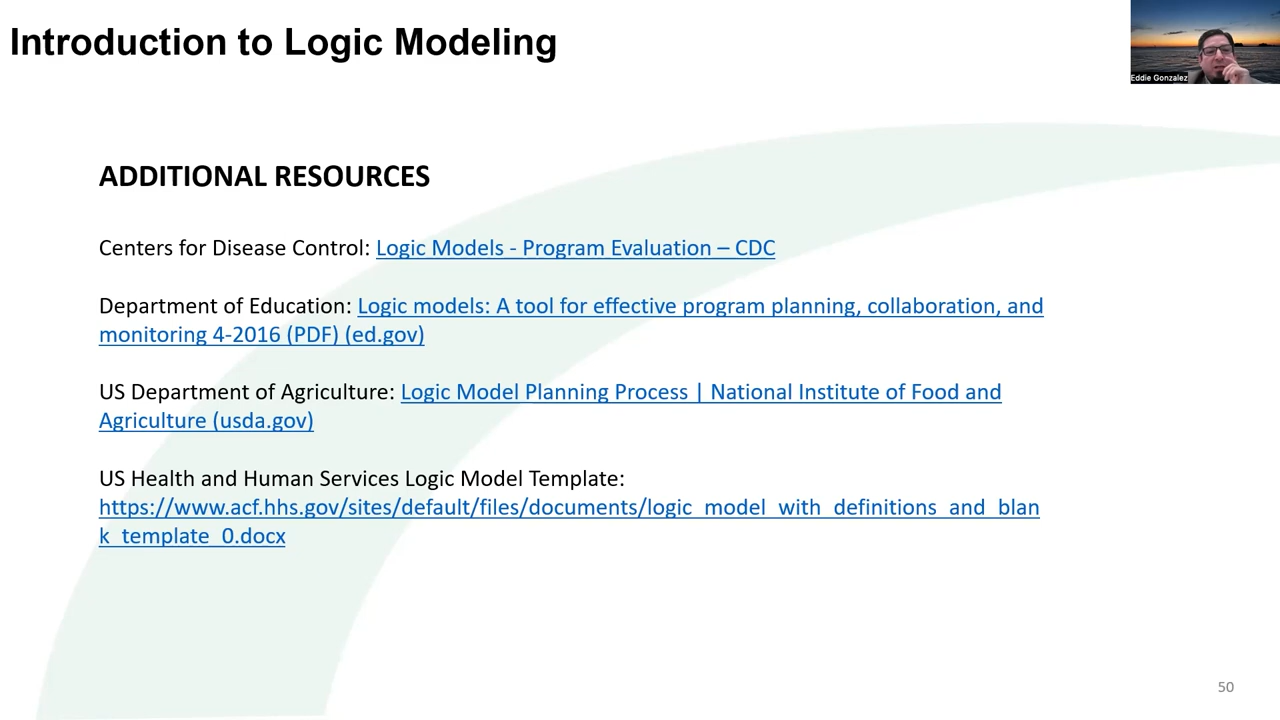 Introduction to Logic Modeling
Eddie Gonzalez
ADDITIONAL RESOURCES
Centers for Disease Control: Logic Models - Program Evaluation – CDC
Department of Education: Logic models: A tool for effective program planning, collaboration, and
monitoring 4-2016 (PDF) (ed.gov)
US Department of Agriculture: Logic Model Planning Process | National Institute of Food and
Agriculture (usda.gov)
US Health and Human Services Logic Model Template:
https://www.acf.hhs.gov/sites/default/files/documents/logic_model_with_definitions_and_blan
k_template_0.docx
50